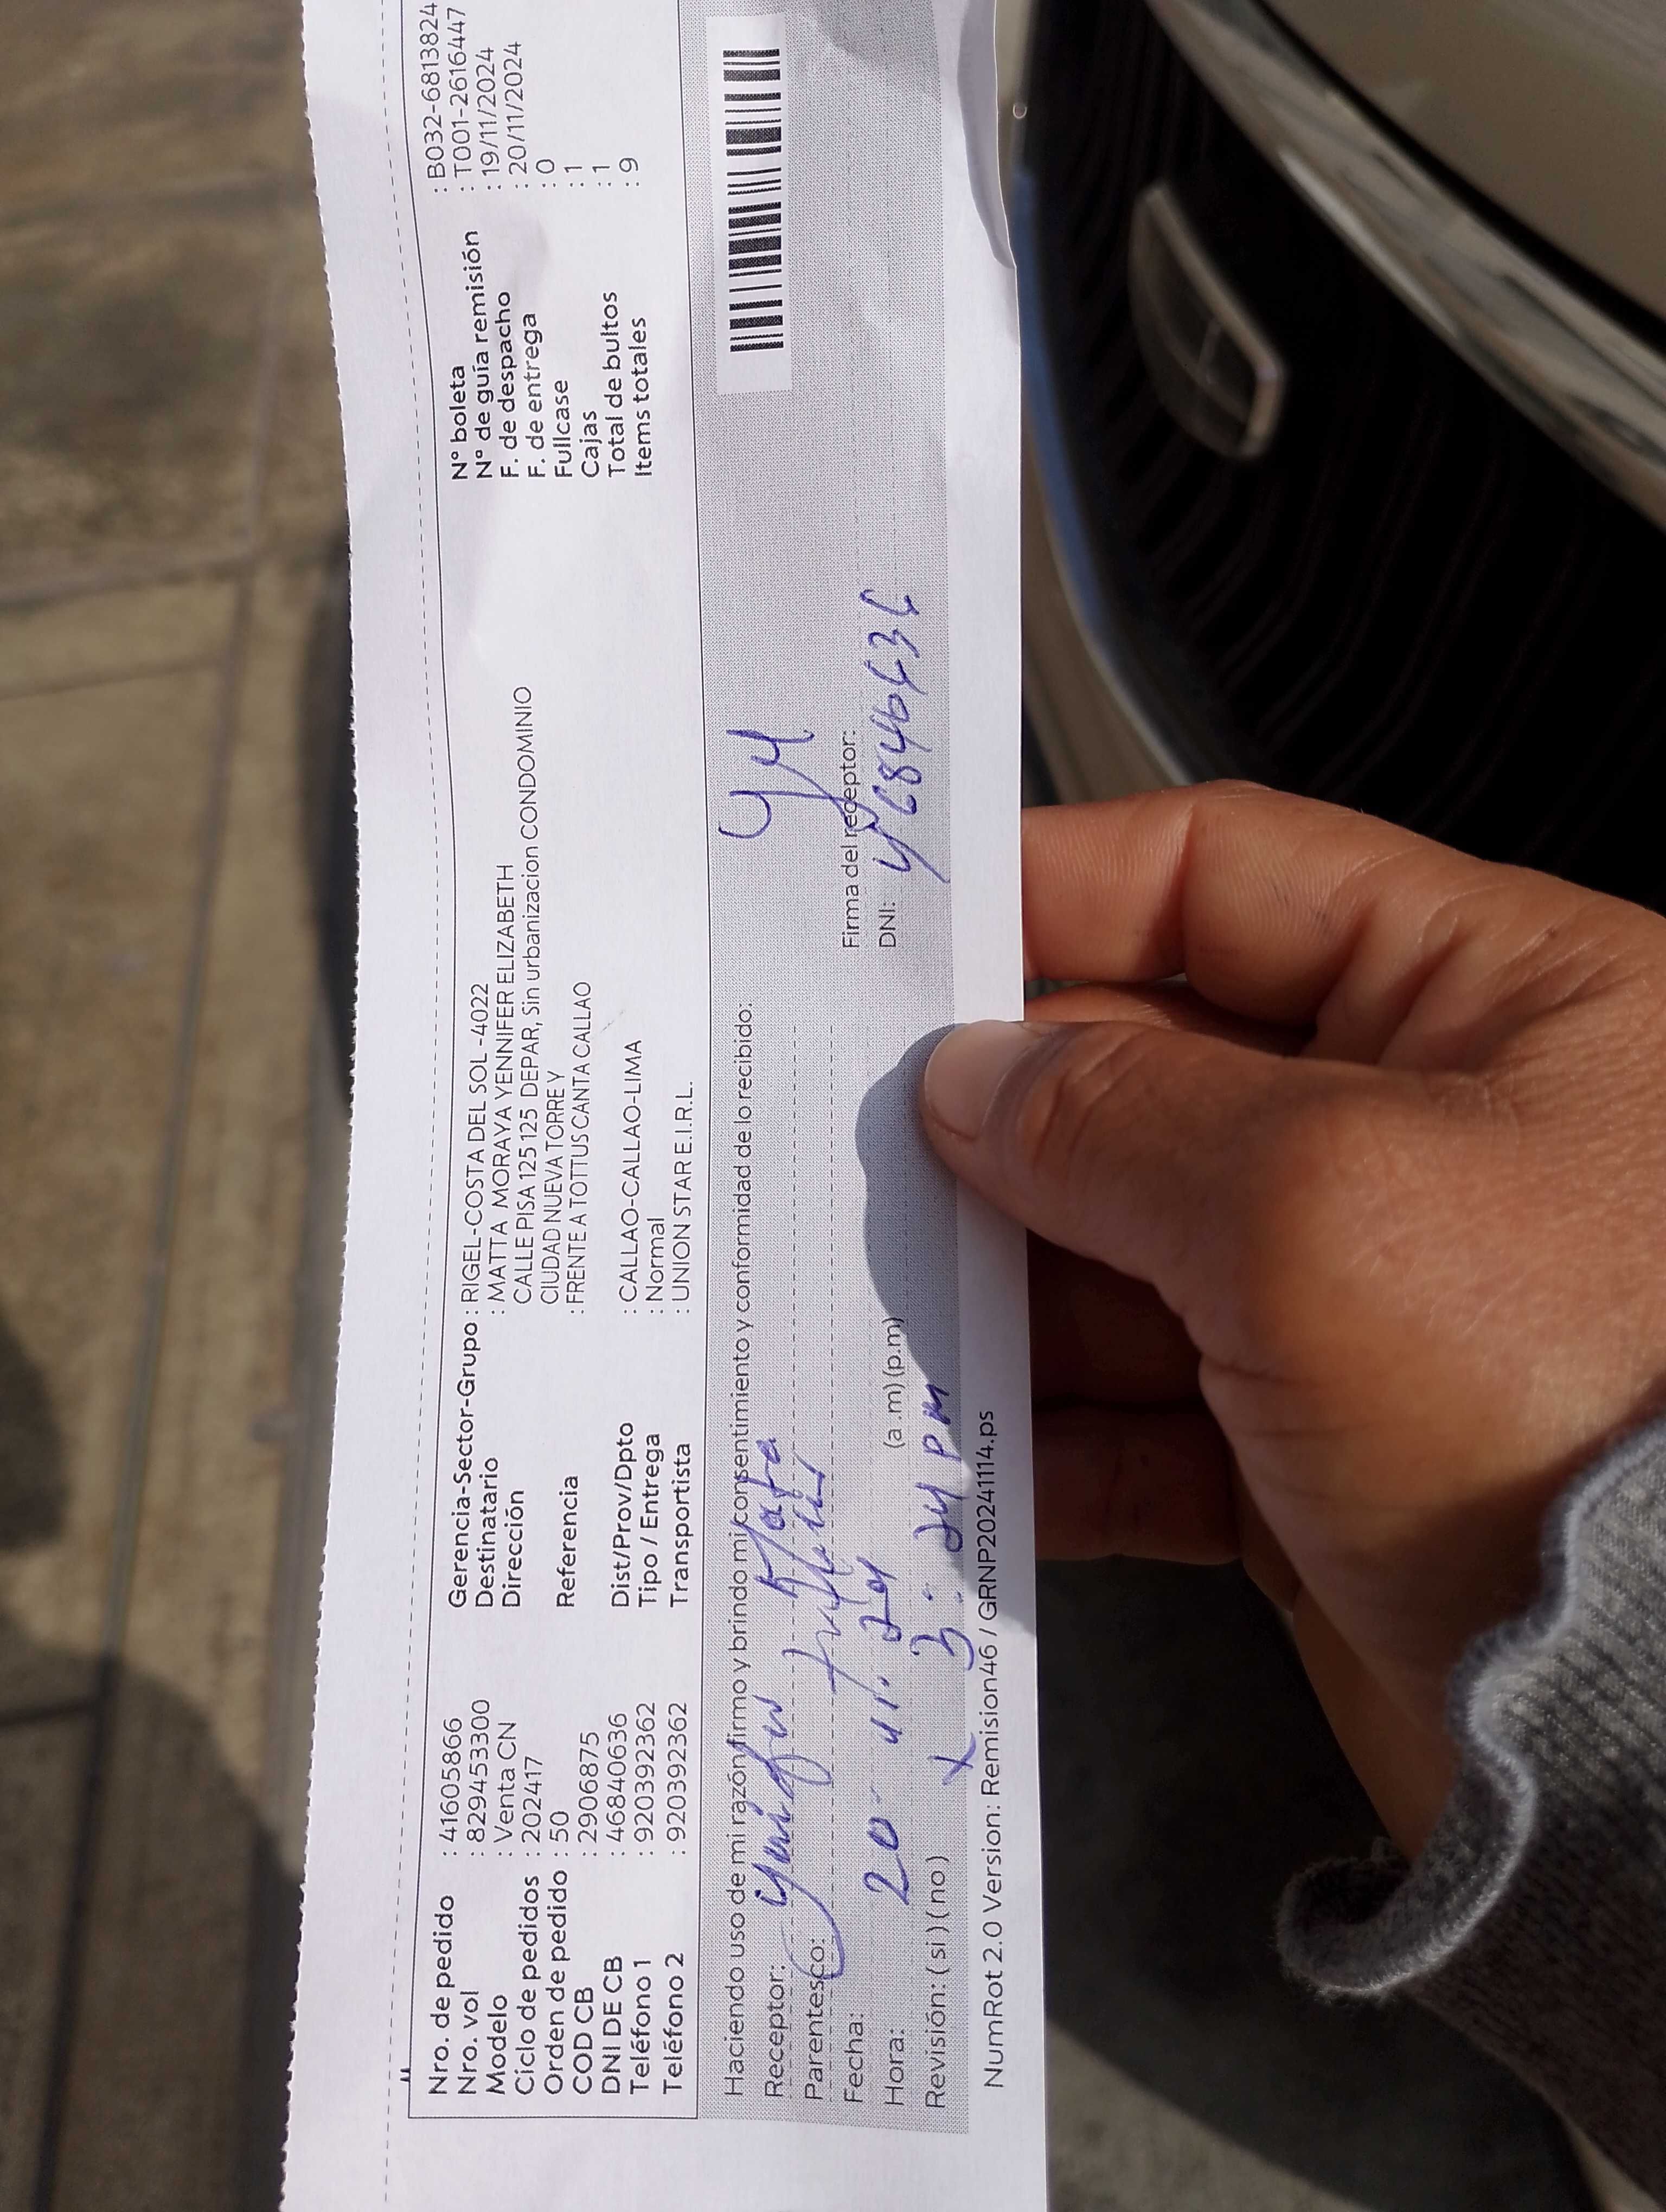 Nro. de pedido : 41605866
Nro. vol : 829453300
Modelo : Venta CN
Ciclo de pedidos : 202417
Orden de pedido : 50
COD CB : 2906875
DNI DE CB : 46840636
Teléfono 1 : 920392362
Teléfono 2 : 920392362
Gerencia-Sector-Grupo : RIGEL-COSTA DEL SOL -4022
Destinatario : MATTA MORAYA YENNIFER ELIZABETH
Dirección CALLE PISA 125 125 DEPAR, Sin urbanizacion CONDOMINIO
CIUDAD NUEVA TORRE Y
Referencia : FRENTE A TOTTUS CANTA CALLAO
Dist/Prov/Dpto : CALLAO-CALLAO-LIMA
Tipo / Entrega : Normal
Transportista : UNION STAR E.I.R.L.
N° boleta : B032-6813824
N° de guía remisión : T001-2616447
F. de despacho : 19/11/2024
F. de entrega : 20/11/2024
Fullcase : 0
Cajas : 1
Total de bultos : 1
Items totales : 9
Haciendo uso de mi razón firmo y brindo mi consentimiento y conformidad de lo recibido:
Receptor: Mata
Parentesco: titular
Fecha: 20 11. 24
Hora: 3: 24 pm (a .m) (p.m)
Revisión: (si ) (no ) x
Firma del receptor:
DNI:
NumRot 2.0 Version: Remision46 / GRNP20241114.ps